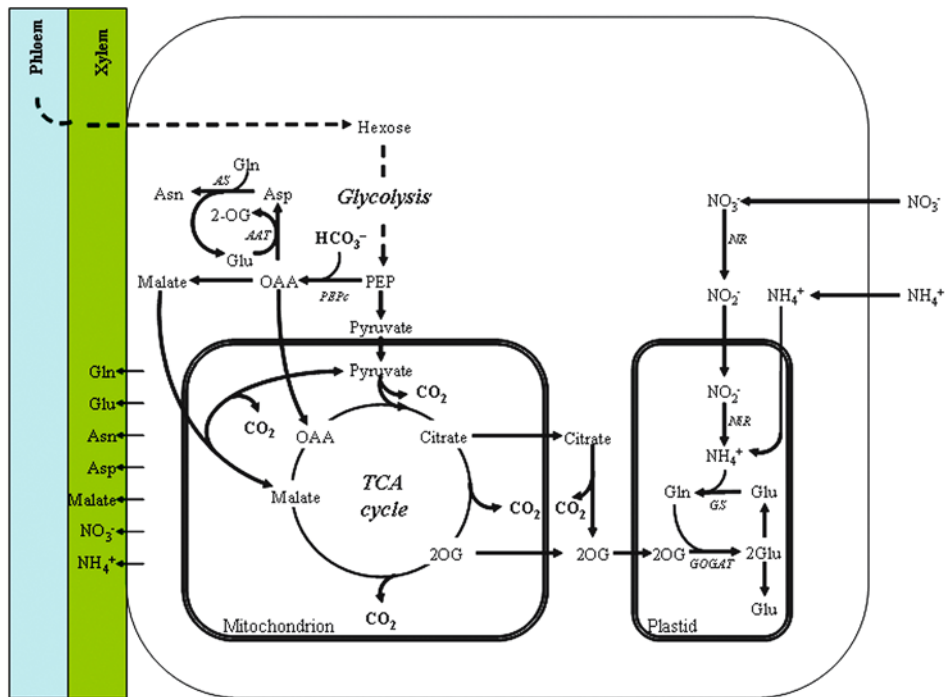 Phloem
Xylem
Hexose
Glycolysis
Gln
AS
Asn
Asp
2-OG
AAT
Glu
HCO₃⁻
Malate
OAA
PEPc
PEP
Pyruvate
Pyruvate
CO₂
CO₂
OAA
Citrate
Citrate
Malate
TCA
cycle
CO₂
CO₂
2OG
2OG
CO₂
Mitochondrion
Gln
Glu
Asn
Asp
Malate
NO₃⁻
NH₄⁺
NO₃⁻
NO₃⁻
NR
NO₂⁻
NH₄⁺
NH₄⁺
NO₂⁻
NiR
NH₄⁺
Gln
GS
Glu
2OG
GOGAT
2Glu
Glu
Plastid